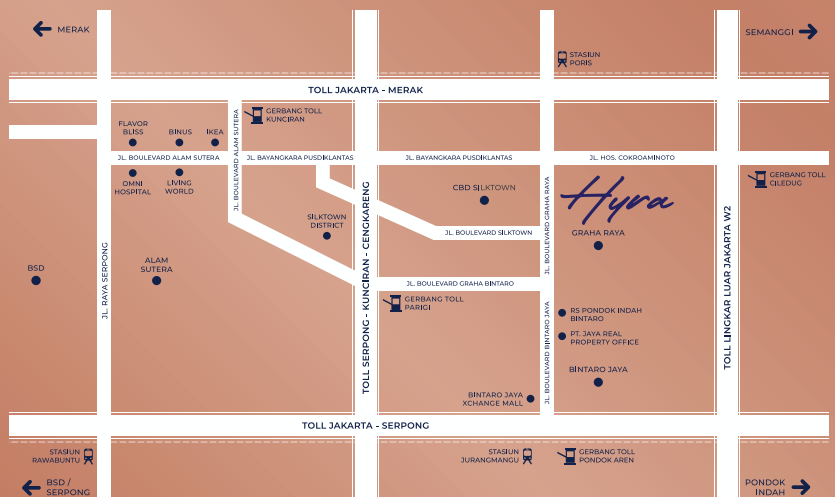 MERAK
SEMANGGI
STASIUN
PORIS
TOLL JAKARTA - MERAK
GERBANG TOLL
KUNCIRAN
FLAVOR
BLISS
BINUS
IKEA
JL. BOULEVARD ALAM SUTERA
JL. BOULEVARD ALAM SUTERA
JL. BAYANGKARA PUSDIKLANTAS
JL. BAYANGKARA PUSDIKLANTAS
JL. HOS. COKROAMINOTO
OMNI
HOSPITAL
LIVING
WORLD
CBD SILKTOWN
Hyra
GERBANG TOLL
CILEDUG
SILKTOWN
DISTRICT
JL. BOULEVARD SILKTOWN
JL. BOULEVARD GRAHA RAYA
GRAHA RAYA
BSD
ALAM
SUTERA
JL. RAYA SERPONG
TOLL SERPONG - KUNCIRAN - CENGKARENG
JL. BOULEVARD GRAHA BINTARO
TOLL LINGKAR LUAR JAKARTA W2
GERBANG TOLL
PARIGI
JL. BOULEVARD BINTARO JAYA
RS PONDOK INDAH
BINTARO
PT. JAYA REAL
PROPERTY OFFICE
BINTARO JAYA
BINTARO JAYA
XCHANGE MALL
TOLL JAKARTA - SERPONG
STASIUN
RAWABUNTU
STASIUN
JURANGMANGU
GERBANG TOLL
PONDOK AREN
BSD /
SERPONG
PONDOK
INDAH